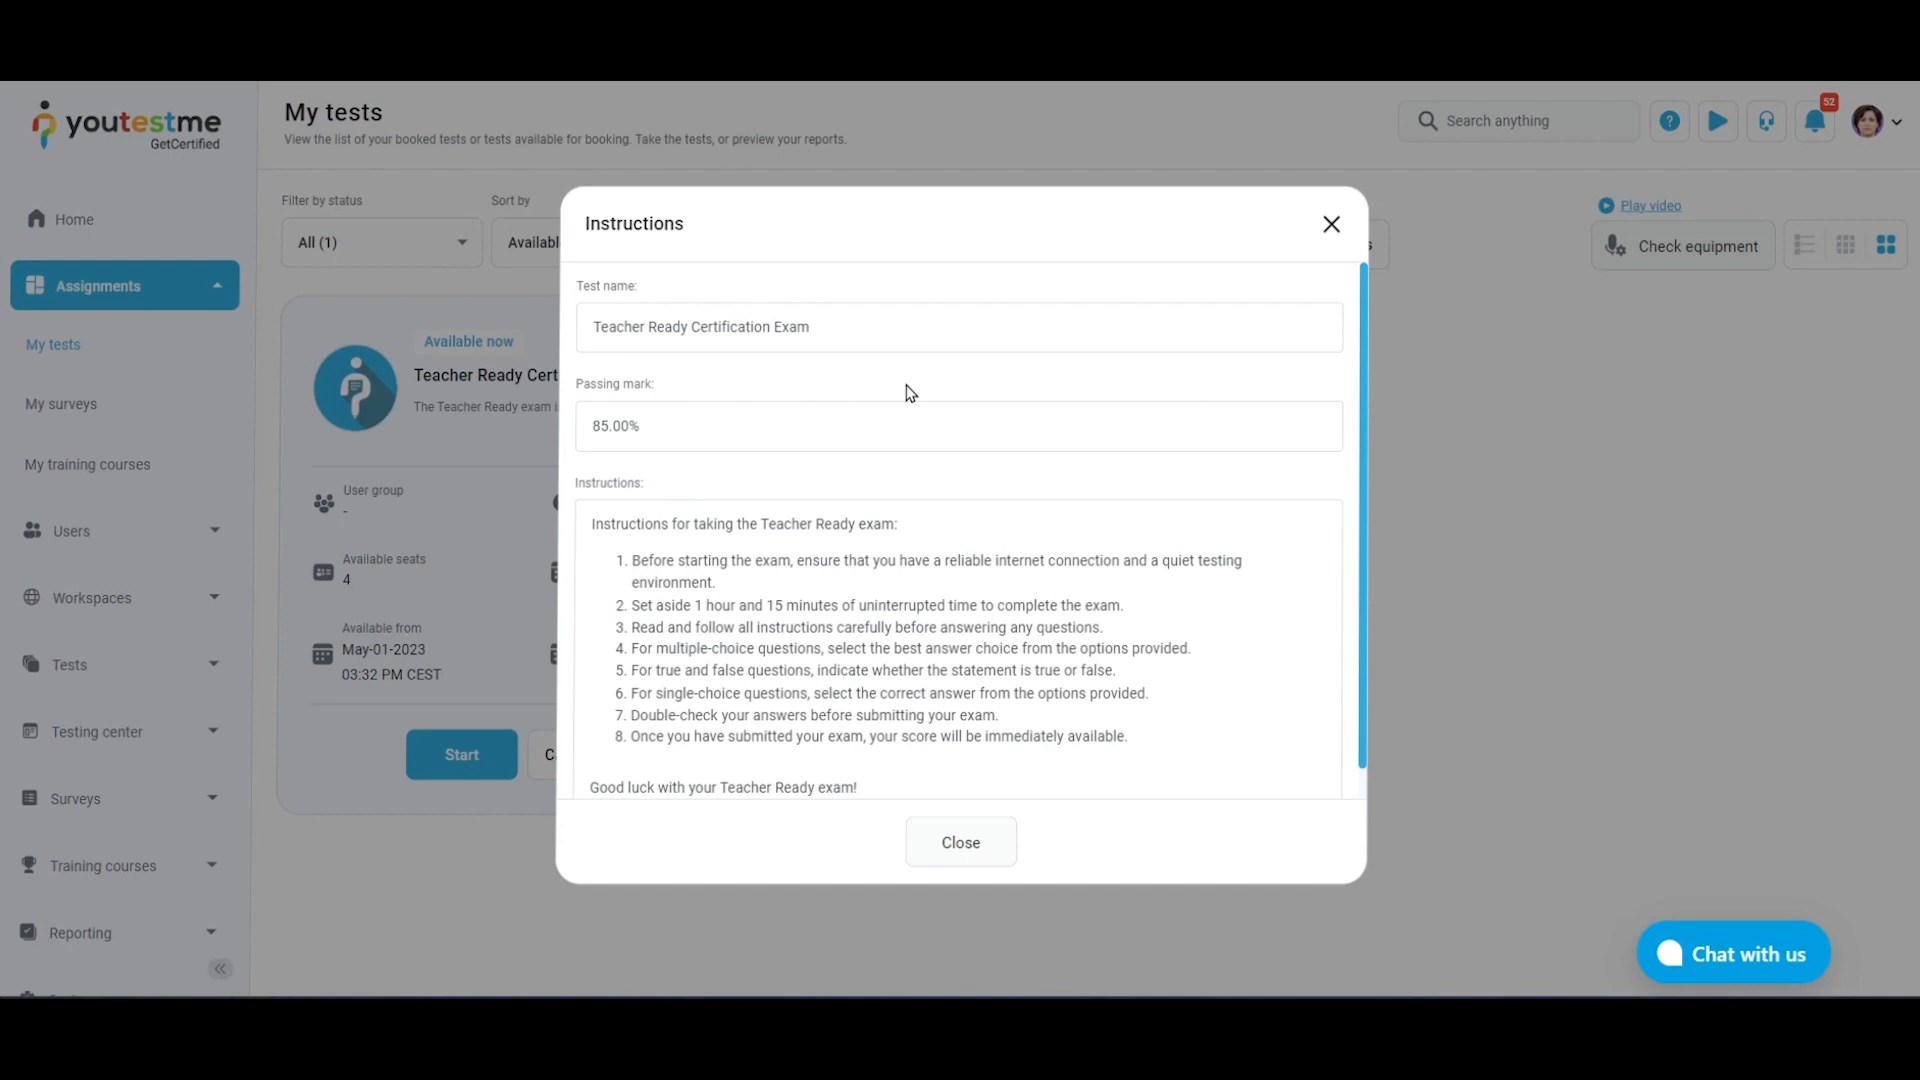 youtestme
GetCertified
My tests
View the list of your booked tests or tests available for booking. Take the tests, or preview your reports.
Search anything
?
52
Home
Assignments
My tests
My surveys
My training courses
Users
Workspaces
Tests
Testing center
Surveys
Training courses
Reporting
Filter by status
Sort by
All (1)
Play video
Check equipment
Available now
Teacher Ready Cert
The Teacher Ready exam
User group
-
Available seats
4
Available from
May-01-2023
03:32 PM CEST
Start
Instructions
Test name:
Teacher Ready Certification Exam
Passing mark:
85.00%
Instructions:
Instructions for taking the Teacher Ready exam:
1. Before starting the exam, ensure that you have a reliable internet connection and a quiet testing
environment.
2. Set aside 1 hour and 15 minutes of uninterrupted time to complete the exam.
3. Read and follow all instructions carefully before answering any questions.
4. For multiple-choice questions, select the best answer choice from the options provided.
5. For true and false questions, indicate whether the statement is true or false.
6. For single-choice questions, select the correct answer from the options provided.
7. Double-check your answers before submitting your exam.
8. Once you have submitted your exam, your score will be immediately available.
Good luck with your Teacher Ready exam!
Close
Chat with us